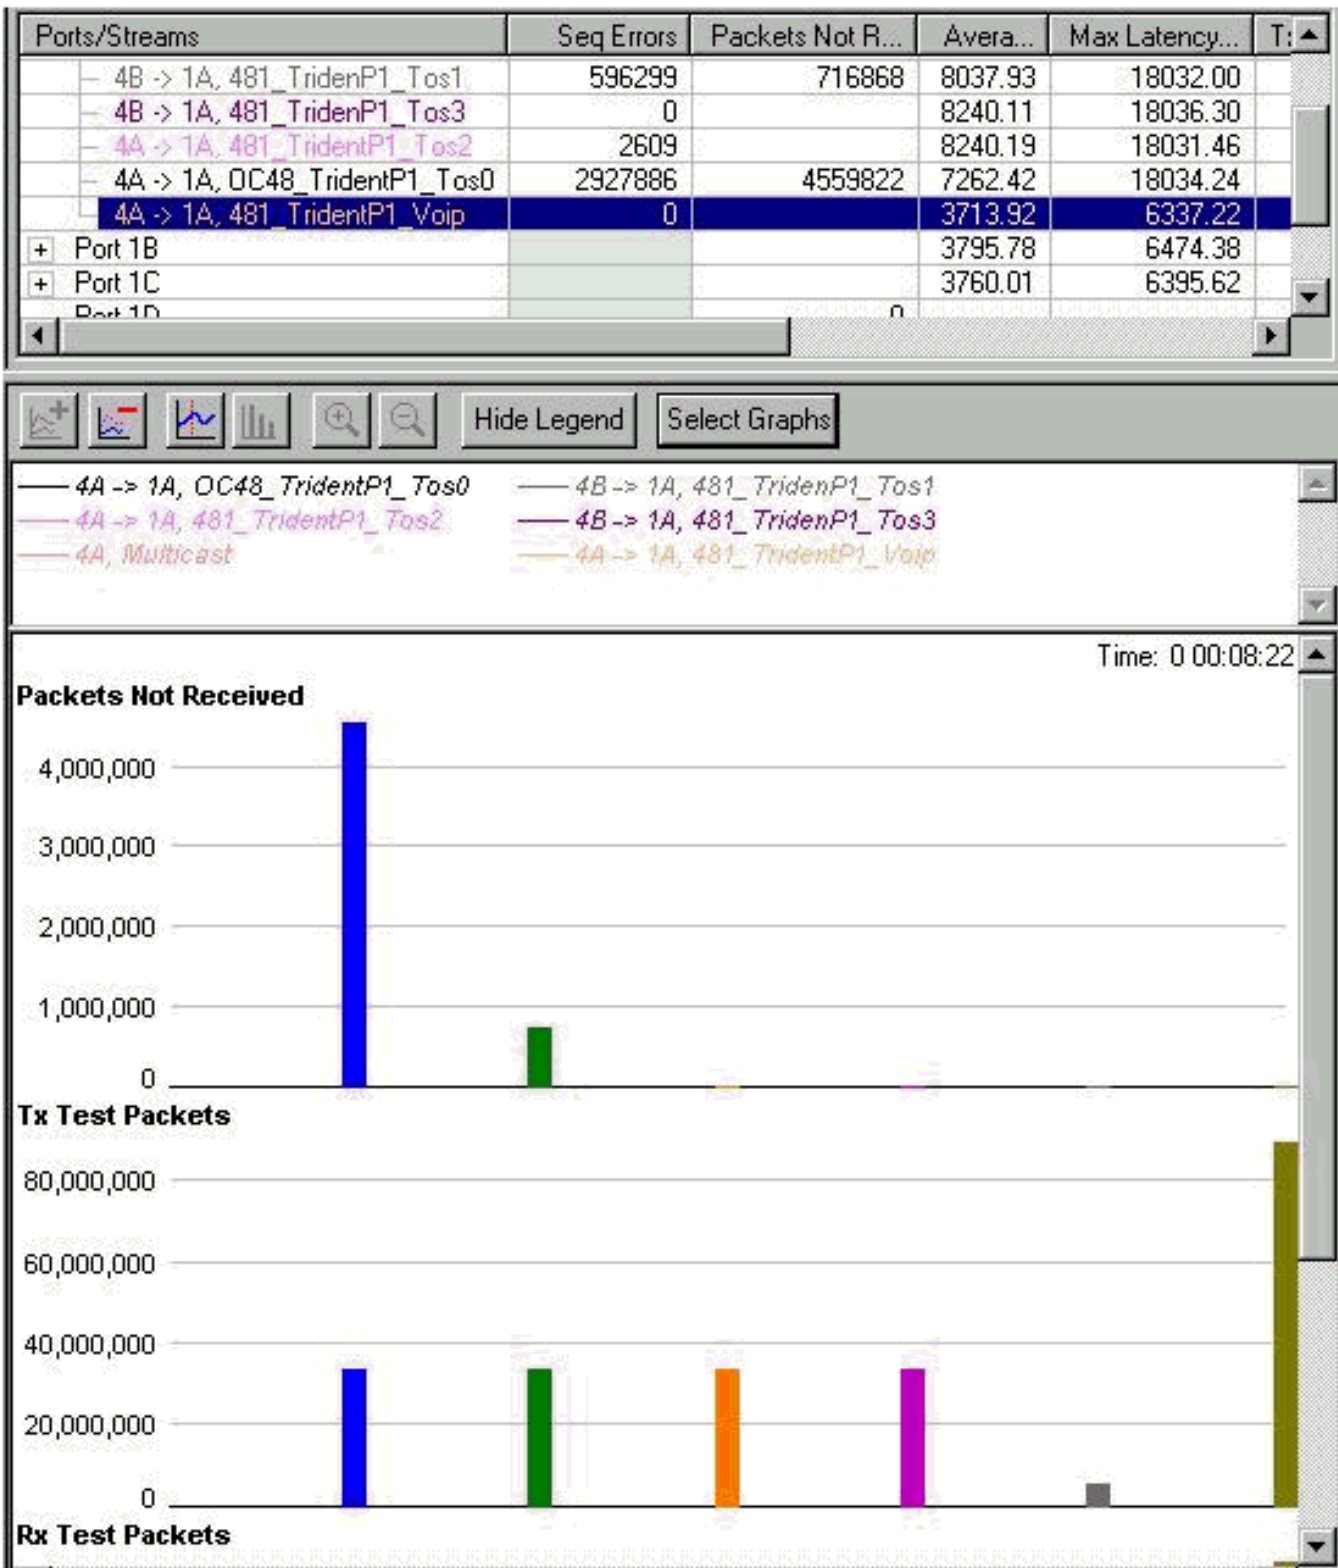 Ports/Streams Seq Errors Packets Not R... Avera... Max Latency...
4B -> 1A, 481_TridenP1_Tos1 596299 716868 8037.93 18032.00
4B -> 1A, 481_TridenP1_Tos3 0 8240.11 18036.30
4A -> 1A, 481_TridentP1_Tos2 2609 8240.19 18031.46
4A -> 1A, OC48_TridentP1_Tos0 2927886 4559822 7262.42 18034.24
4A -> 1A, 481_TridentP1_Voip 0 3713.92 6337.22
+ Port 1B 3795.78 6474.38
+ Port 1C 3760.01 6395.62
Port 1D 0
Hide Legend Select Graphs
4A -> 1A, OC48_TridentP1_Tos0 4B -> 1A, 481_TridenP1_Tos1
4A -> 1A, 481_TridentP1_Tos2 4B -> 1A, 481_TridenP1_Tos3
4A, Multicast 4A -> 1A, 481_TridentP1_Voip
Time: 0 00:08:22
Packets Not Received
4,000,000
3,000,000
2,000,000
1,000,000
0
Tx Test Packets
80,000,000
60,000,000
40,000,000
20,000,000
0
Rx Test Packets